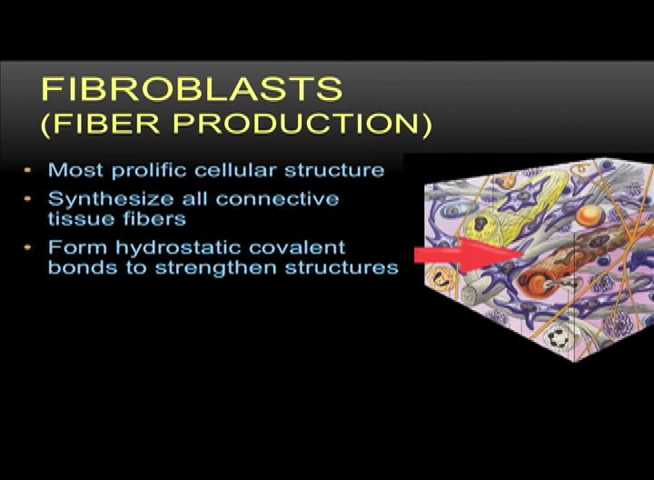 FIBROBLASTS
(FIBER PRODUCTION)
• Most prolific cellular structure
• Synthesize all connective
tissue fibers
• Form hydrostatic covalent
bonds to strengthen structures